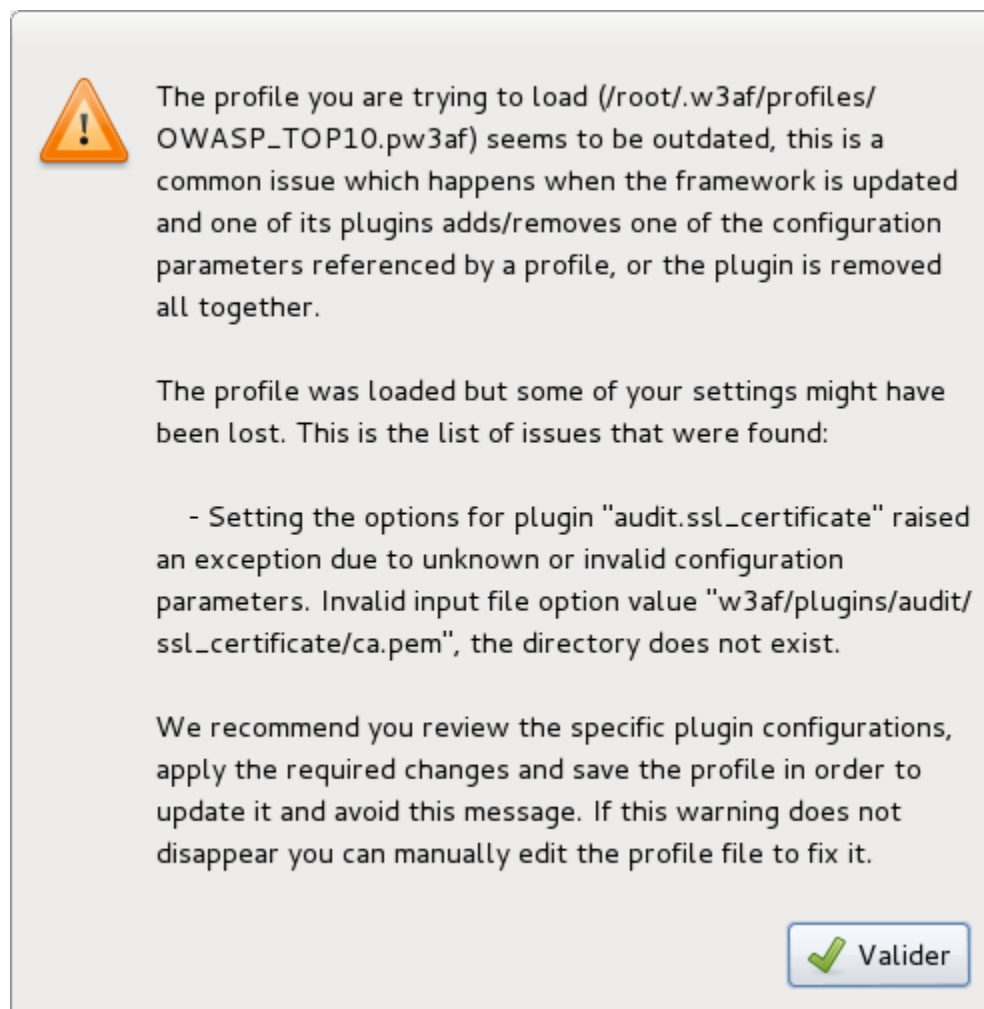 The profile you are trying to load (/root/.w3af/profiles/
OWASP_TOP10.pw3af) seems to be outdated, this is a
common issue which happens when the framework is updated
and one of its plugins adds/removes one of the configuration
parameters referenced by a profile, or the plugin is removed
all together.
The profile was loaded but some of your settings might have
been lost. This is the list of issues that were found:
- Setting the options for plugin "audit.ssl_certificate" raised
an exception due to unknown or invalid configuration
parameters. Invalid input file option value "w3af/plugins/audit/
ssl_certificate/ca.pem", the directory does not exist.
We recommend you review the specific plugin configurations,
apply the required changes and save the profile in order to
update it and avoid this message. If this warning does not
disappear you can manually edit the profile file to fix it.
Valider